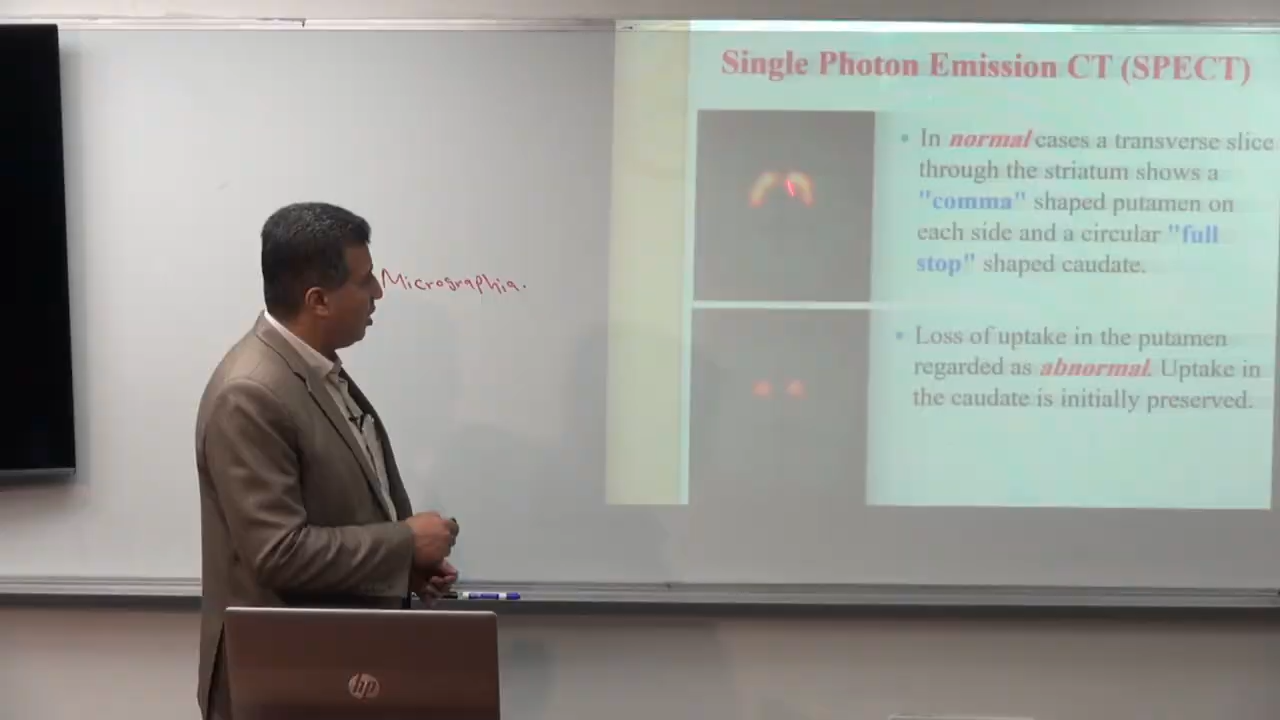 Single Photon Emission CT (SPECT)
• In normal cases a transverse slice
through the striatum shows a
"comma" shaped putamen on
each side and a circular "full
stop" shaped caudate.
Micrographia.
• Loss of uptake in the putamen
regarded as abnormal. Uptake in
the caudate is initially preserved.
hp